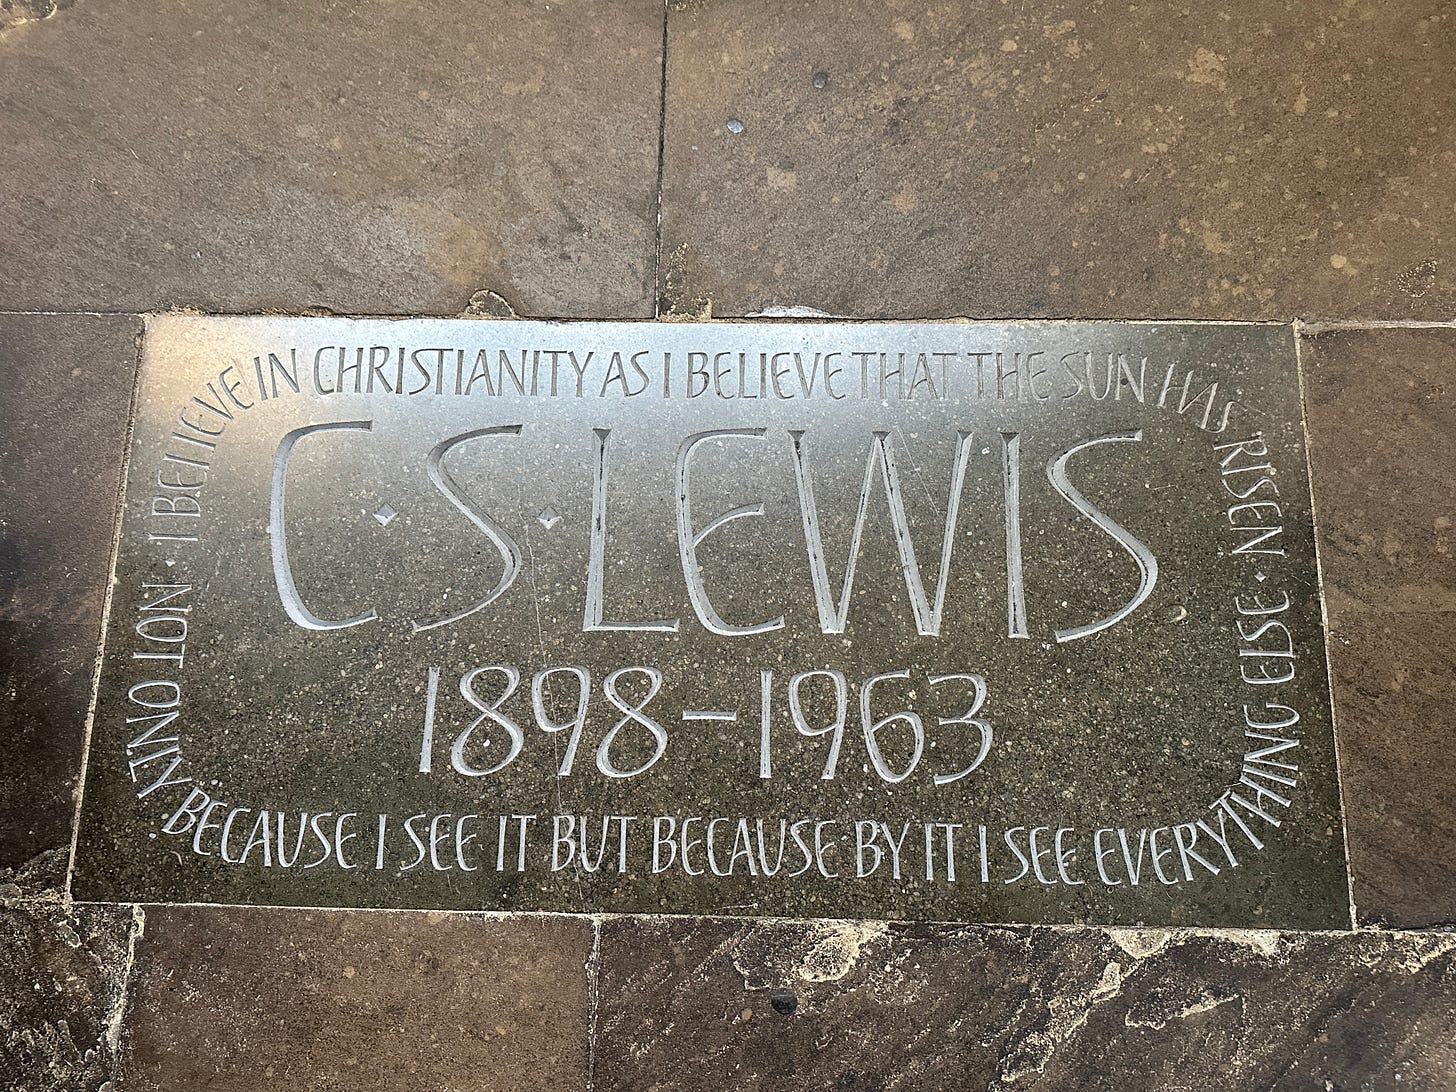 · I BELIEVE IN CHRISTIANITY AS I BELIEVE THAT THE SUN HAS RISEN ·
NOT ONLY BECAUSE I SEE IT BUT BECAUSE BY IT I SEE EVERYTHING ELSE
C·S·LEWIS
1898–1963